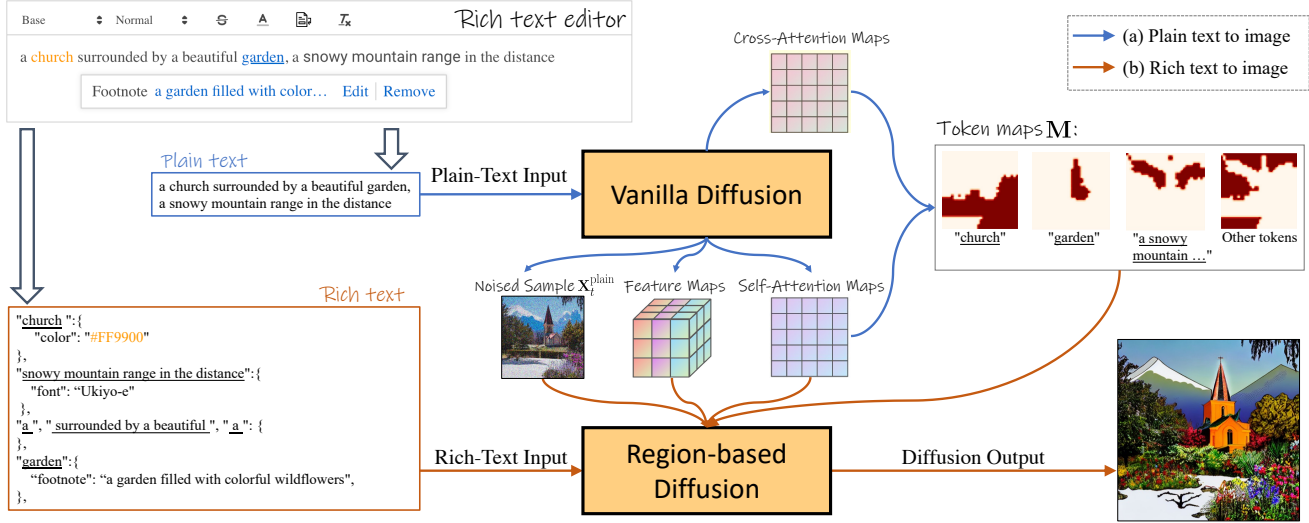 Base Normal S A Tx Rich text editor
a church surrounded by a beautiful garden, a snowy mountain range in the distance
Footnote a garden filled with color… Edit Remove
Cross-Attention Maps
(a) Plain text to image
(b) Rich text to image
Plain text
a church surrounded by a beautiful garden,
a snowy mountain range in the distance
Plain-Text Input
Vanilla Diffusion
Token maps M:
"church"
"garden"
"a snowy
mountain …"
Other tokens
Noised Sample X_t^plain
Feature Maps
Self-Attention Maps
Rich text
"church ":{
"color": "#FF9900"
},
"snowy mountain range in the distance":{
"font": “Ukiyo-e"
},
"a ", " surrounded by a beautiful ", " a ": {
},
"garden":{
“footnote": “a garden filled with colorful wildflowers",
},
Rich-Text Input
Region-based
Diffusion
Diffusion Output